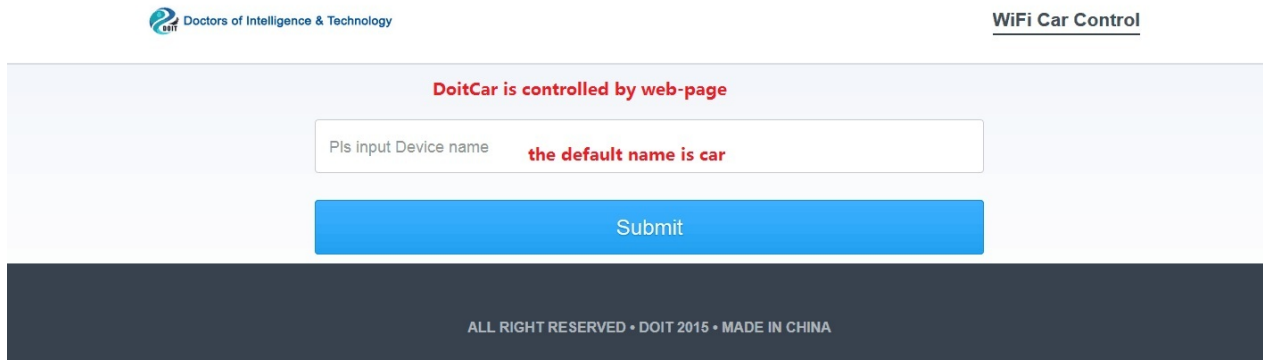 DOIT
Doctors of Intelligence & Technology
WiFi Car Control
DoitCar is controlled by web-page
Pls input Device name
the default name is car
Submit
ALL RIGHT RESERVED • DOIT 2015 • MADE IN CHINA